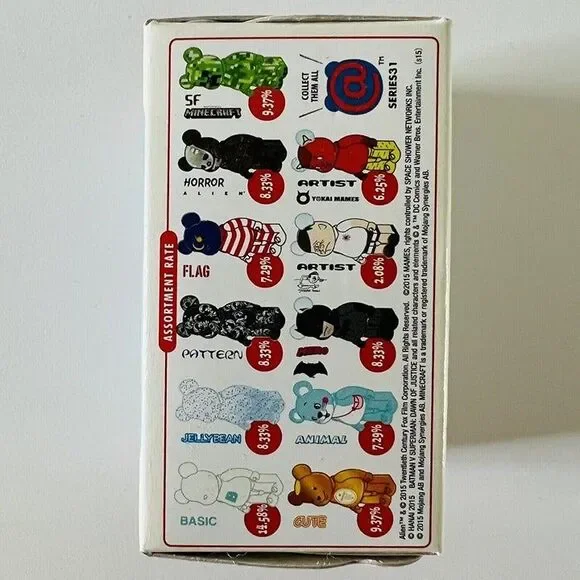 ASSORTMENT RATE
SF
MINECRAFT
9.37%
COLLECT
THEM ALL
@
TM
SERIES31
HORROR
ALIEN
8.33%
ARTIST
YOKAI MAMES
6.25%
FLAG
7.29%
ARTIST
2.08%
PATTERN
8.33%
HERO
8.33%
JELLYBEAN
8.33%
ANIMAL
7.29%
BASIC
B
14.58%
CUTE
9.37%
Alien™ & © 2015 Twentieth Century Fox Film Corporation. All Rights Reserved. ©2015 MAMES, rights controlled by SPACE SHOWER NETWORKS INC.
© HANAI 2015 BATMAN V SUPERMAN: DAWN OF JUSTICE and all related characters and elements © & ™ DC Comics and Warner Bros. Entertainment Inc. (s15)
© 2015 Mojang AB and Mojang Synergies AB. MINECRAFT is a trademark or registered trademark of Mojang Synergies AB.